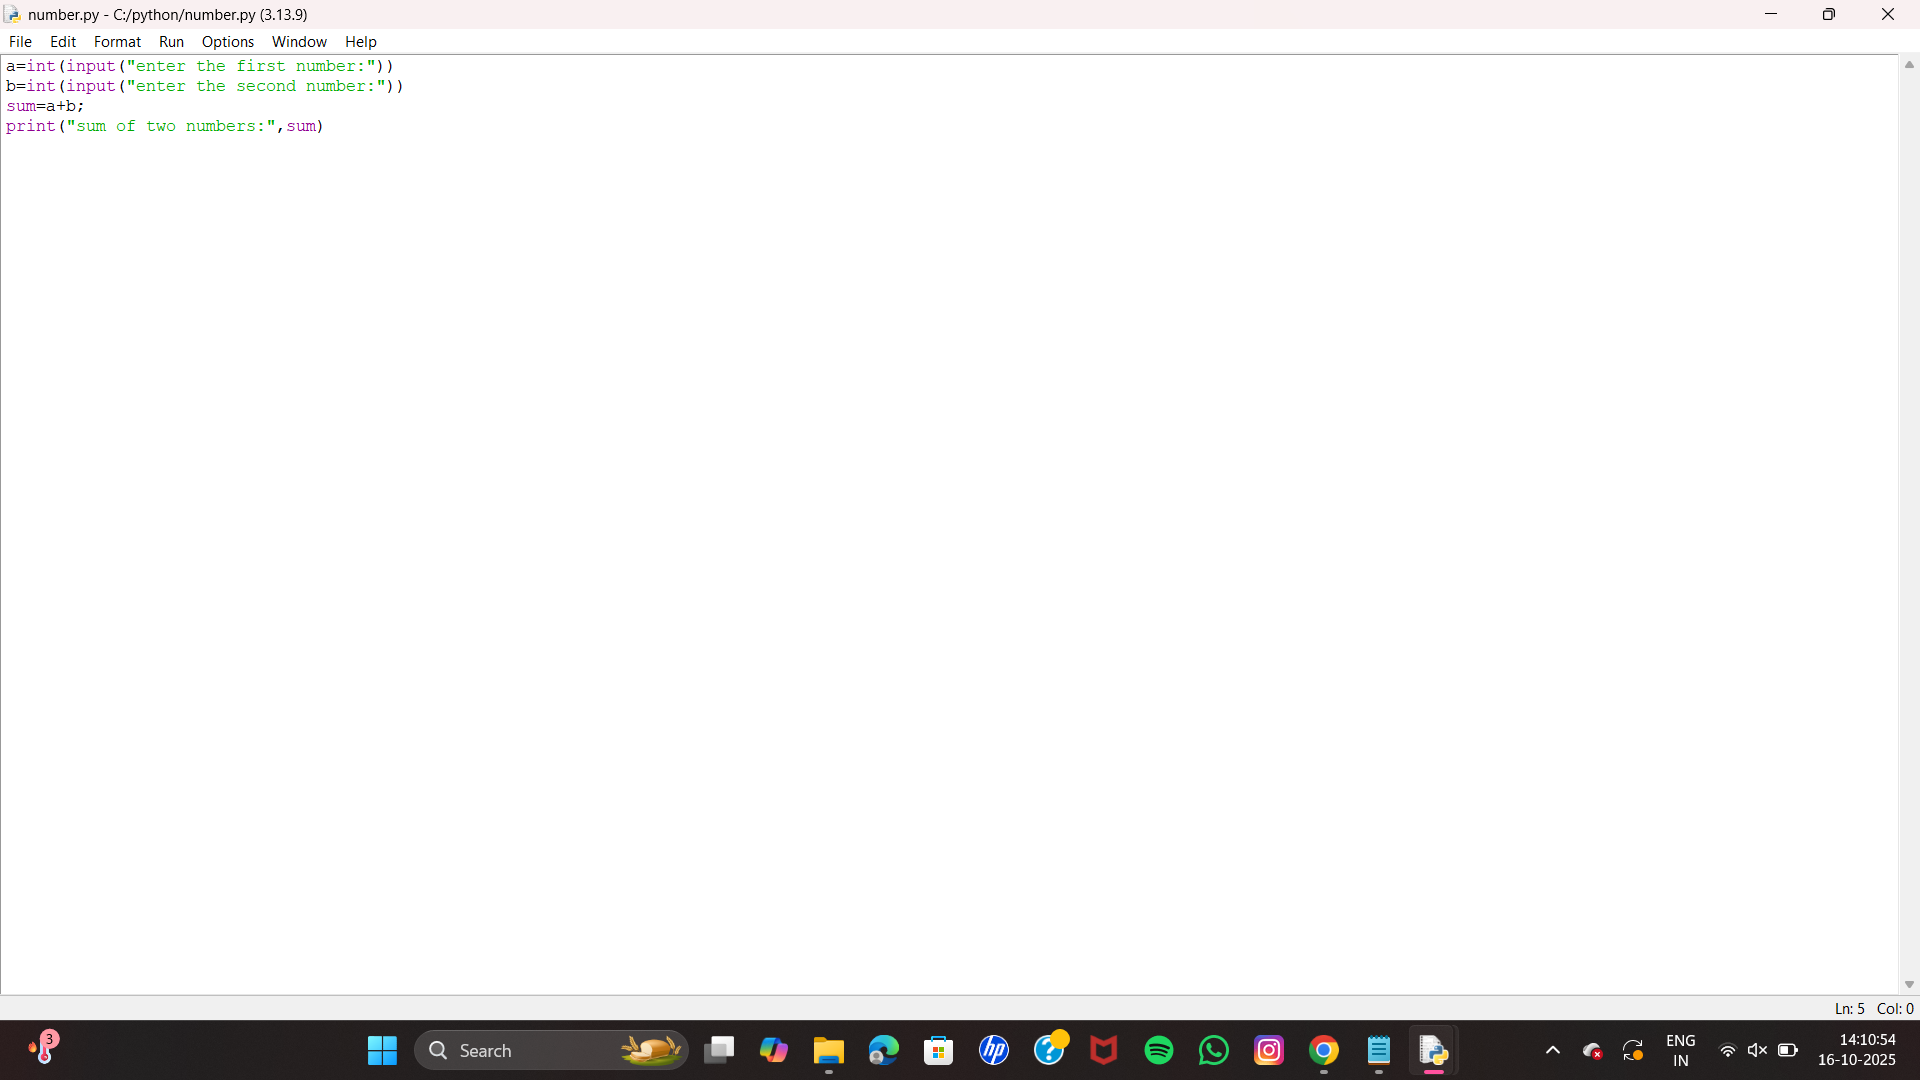 number.py - C:/python/number.py (3.13.9)
File Edit Format Run Options Window Help
a=int(input("enter the first number:"))
b=int(input("enter the second number:"))
sum=a+b;
print("sum of two numbers:",sum)
Ln: 5 Col: 0
3
Search
hp
?
ENG
IN
14:10:54
16-10-2025